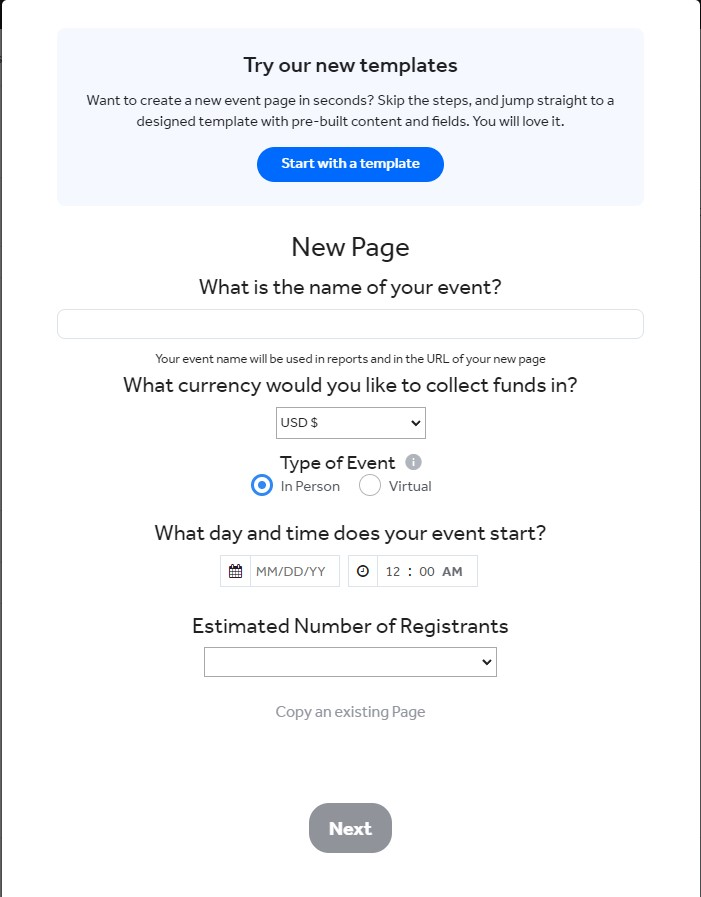 Try our new templates
Want to create a new event page in seconds? Skip the steps, and jump straight to a
designed template with pre-built content and fields. You will love it.
Start with a template
New Page
What is the name of your event?
Your event name will be used in reports and in the URL of your new page
What currency would you like to collect funds in?
USD $
Type of Event i
In Person Virtual
What day and time does your event start?
MM/DD/YY 12 : 00 AM
Estimated Number of Registrants
Copy an existing Page
Next